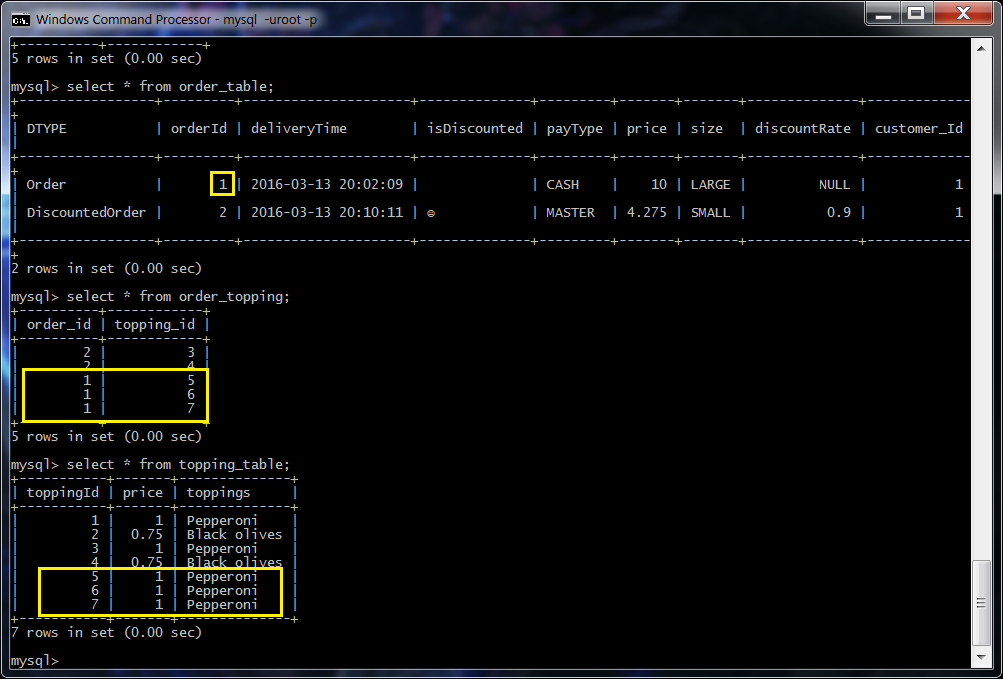 Windows Command Processor - mysql -uroot -p
+----------+------------+
5 rows in set (0.00 sec)
mysql> select * from order_table;
+-----------------+---------+---------------------+--------------+---------+-------+-------+--------------+-------------
+
| DTYPE           | orderId | deliveryTime        | isDiscounted | payType | price | size  | discountRate | customer_Id
|
+-----------------+---------+---------------------+--------------+---------+-------+-------+--------------+-------------
+
| Order           |       1 | 2016-03-13 20:02:09 |              | CASH    |    10 | LARGE |         NULL |           1
|
| DiscountedOrder |       2 | 2016-03-13 20:10:11 | ☺            | MASTER  | 4.275 | SMALL |          0.9 |           1
|
+-----------------+---------+---------------------+--------------+---------+-------+-------+--------------+-------------
+
2 rows in set (0.00 sec)
mysql> select * from order_topping;
+----------+------------+
| order_id | topping_id |
+----------+------------+
|        2 |          3 |
|        2 |          4 |
|        1 |          5 |
|        1 |          6 |
|        1 |          7 |
+----------+------------+
5 rows in set (0.00 sec)
mysql> select * from topping_table;
+-----------+-------+--------------+
| toppingId | price | toppings     |
+-----------+-------+--------------+
|         1 |     1 | Pepperoni    |
|         2 |  0.75 | Black olives |
|         3 |     1 | Pepperoni    |
|         4 |  0.75 | Black olives |
|         5 |     1 | Pepperoni    |
|         6 |     1 | Pepperoni    |
|         7 |     1 | Pepperoni    |
+-----------+-------+--------------+
7 rows in set (0.00 sec)
mysql>